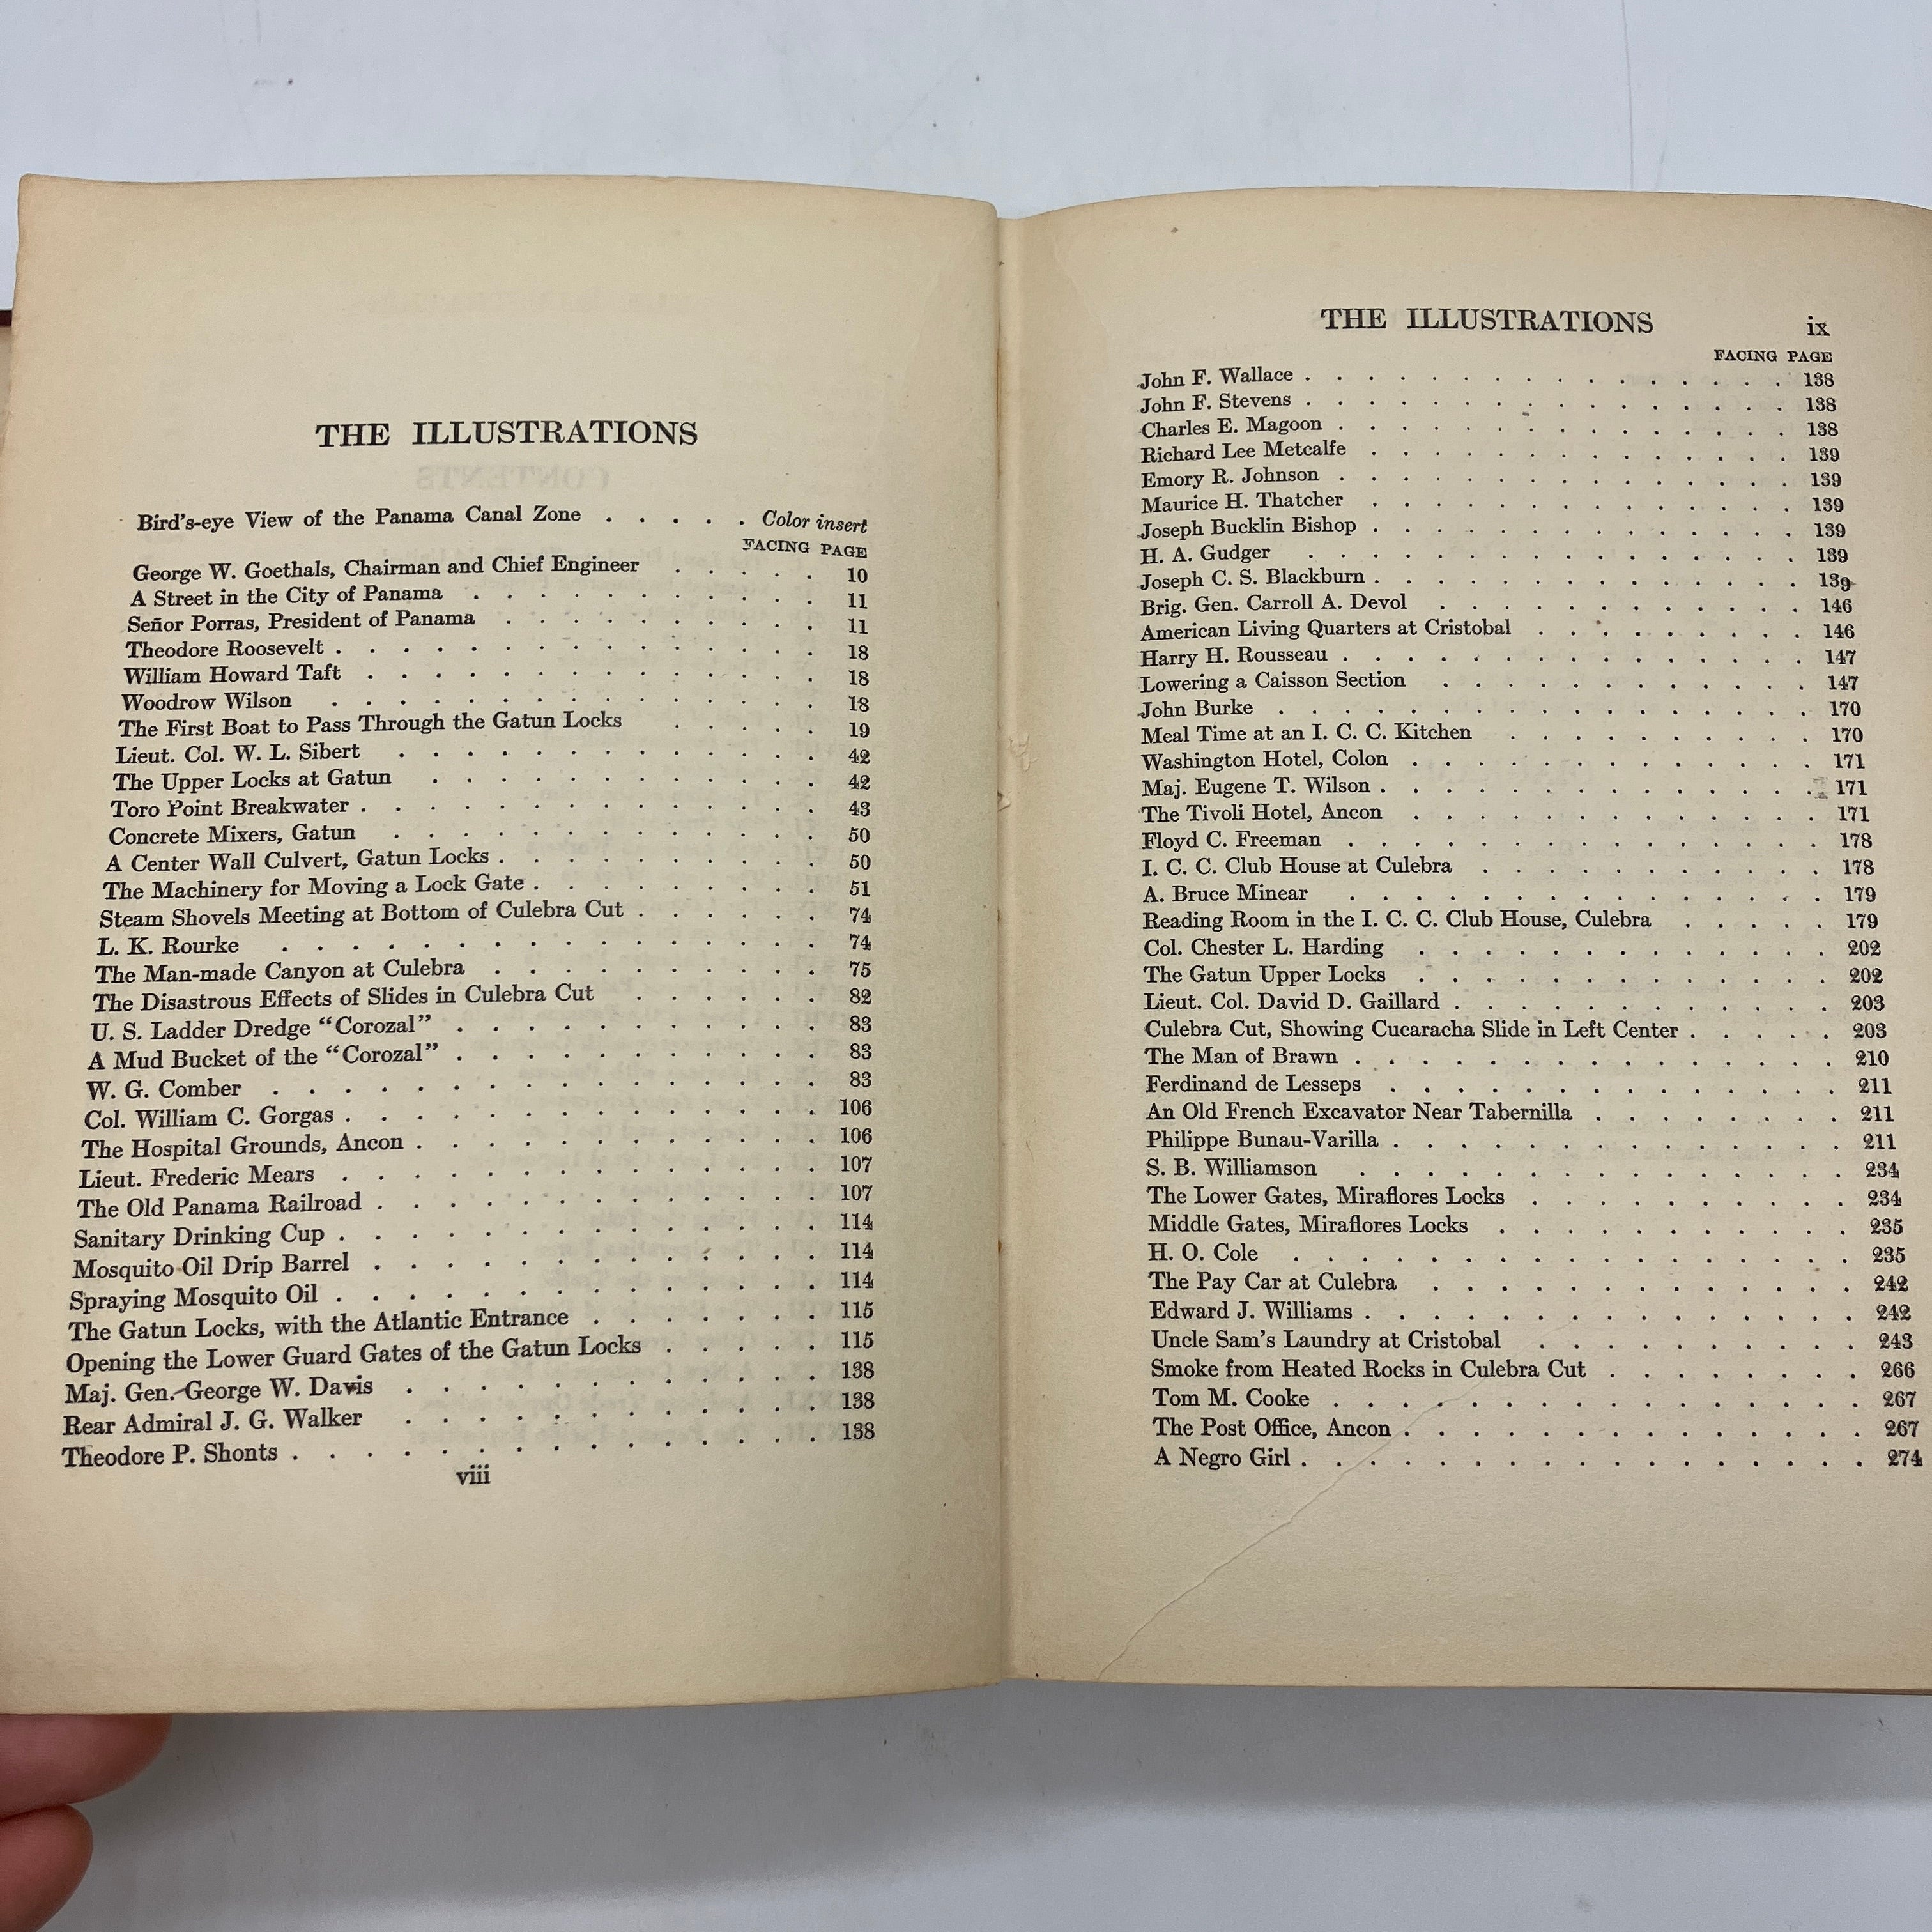 THE ILLUSTRATIONS
Bird's-eye View of the Panama Canal Zone . . . . . Color insert
FACING PAGE
George W. Goethals, Chairman and Chief Engineer . . . . . 10
A Street in the City of Panama . . . . . . . . . . 11
Señor Porras, President of Panama . . . . . . . . . 11
Theodore Roosevelt . . . . . . . . . . . . . . 18
William Howard Taft . . . . . . . . . . . . . 18
Woodrow Wilson . . . . . . . . . . . . . . 18
The First Boat to Pass Through the Gatun Locks . . . . . 19
Lieut. Col. W. L. Sibert . . . . . . . . . . . . 42
The Upper Locks at Gatun . . . . . . . . . . . 42
Toro Point Breakwater . . . . . . . . . . . . . 43
Concrete Mixers, Gatun . . . . . . . . . . . . 50
A Center Wall Culvert, Gatun Locks . . . . . . . . . 50
The Machinery for Moving a Lock Gate . . . . . . . . 51
Steam Shovels Meeting at Bottom of Culebra Cut . . . . . . 74
L. K. Rourke . . . . . . . . . . . . . . 74
The Man-made Canyon at Culebra . . . . . . . . . 75
The Disastrous Effects of Slides in Culebra Cut . . . . . 82
U. S. Ladder Dredge "Corozal" . . . . . . . . . . 83
A Mud Bucket of the "Corozal" . . . . . . . . . . 83
W. G. Comber . . . . . . . . . . . . . . 83
Col. William C. Gorgas . . . . . . . . . . . . . 106
The Hospital Grounds, Ancon . . . . . . . . . . . 106
Lieut. Frederic Mears . . . . . . . . . . . . . 107
The Old Panama Railroad . . . . . . . . . . . . 107
Sanitary Drinking Cup . . . . . . . . . . . . . 114
Mosquito Oil Drip Barrel . . . . . . . . . . . . 114
Spraying Mosquito Oil . . . . . . . . . . . . . 114
The Gatun Locks, with the Atlantic Entrance . . . . . . . 115
Opening the Lower Guard Gates of the Gatun Locks . . . . . 115
Maj. Gen. George W. Davis . . . . . . . . . . . 138
Rear Admiral J. G. Walker . . . . . . . . . . . 138
Theodore P. Shonts . . . . . . . . . . . . . . 138
viii
THE ILLUSTRATIONS ix
FACING PAGE
John F. Wallace . . . . . . . . . . . . . 138
John F. Stevens . . . . . . . . . . . . . 138
Charles E. Magoon . . . . . . . . . . . . 138
Richard Lee Metcalfe . . . . . . . . . . . 139
Emory R. Johnson . . . . . . . . . . . . 139
Maurice H. Thatcher . . . . . . . . . . . 139
Joseph Bucklin Bishop . . . . . . . . . . . 139
H. A. Gudger . . . . . . . . . . . . . 139
Joseph C. S. Blackburn . . . . . . . . . . . 139
Brig. Gen. Carroll A. Devol . . . . . . . . . . 146
American Living Quarters at Cristobal . . . . . . . . 146
Harry H. Rousseau . . . . . . . . . . . . 147
Lowering a Caisson Section . . . . . . . . . . 147
John Burke . . . . . . . . . . . . . . 170
Meal Time at an I. C. C. Kitchen . . . . . . . . . 170
Washington Hotel, Colon . . . . . . . . . . . 171
Maj. Eugene T. Wilson . . . . . . . . . . . . 171
The Tivoli Hotel, Ancon . . . . . . . . . . . 171
Floyd C. Freeman . . . . . . . . . . . . . 178
I. C. C. Club House at Culebra . . . . . . . . . 178
A. Bruce Minear . . . . . . . . . . . . . 179
Reading Room in the I. C. C. Club House, Culebra . . . . . 179
Col. Chester L. Harding . . . . . . . . . . . 202
The Gatun Upper Locks . . . . . . . . . . . 202
Lieut. Col. David D. Gaillard . . . . . . . . . . . 203
Culebra Cut, Showing Cucaracha Slide in Left Center . . . . . 203
The Man of Brawn . . . . . . . . . . . . . 210
Ferdinand de Lesseps . . . . . . . . . . . . 211
An Old French Excavator Near Tabernilla . . . . . . . 211
Philippe Bunau-Varilla . . . . . . . . . . . . 211
S. B. Williamson . . . . . . . . . . . . . 234
The Lower Gates, Miraflores Locks . . . . . . . . . 234
Middle Gates, Miraflores Locks . . . . . . . . . . 235
H. O. Cole . . . . . . . . . . . . . . 235
The Pay Car at Culebra . . . . . . . . . . . 242
Edward J. Williams . . . . . . . . . . . . . 242
Uncle Sam's Laundry at Cristobal . . . . . . . . . 243
Smoke from Heated Rocks in Culebra Cut . . . . . . . 266
Tom M. Cooke . . . . . . . . . . . . . . 267
The Post Office, Ancon . . . . . . . . . . . . 267
A Negro Girl . . . . . . . . . . . . . . . 274